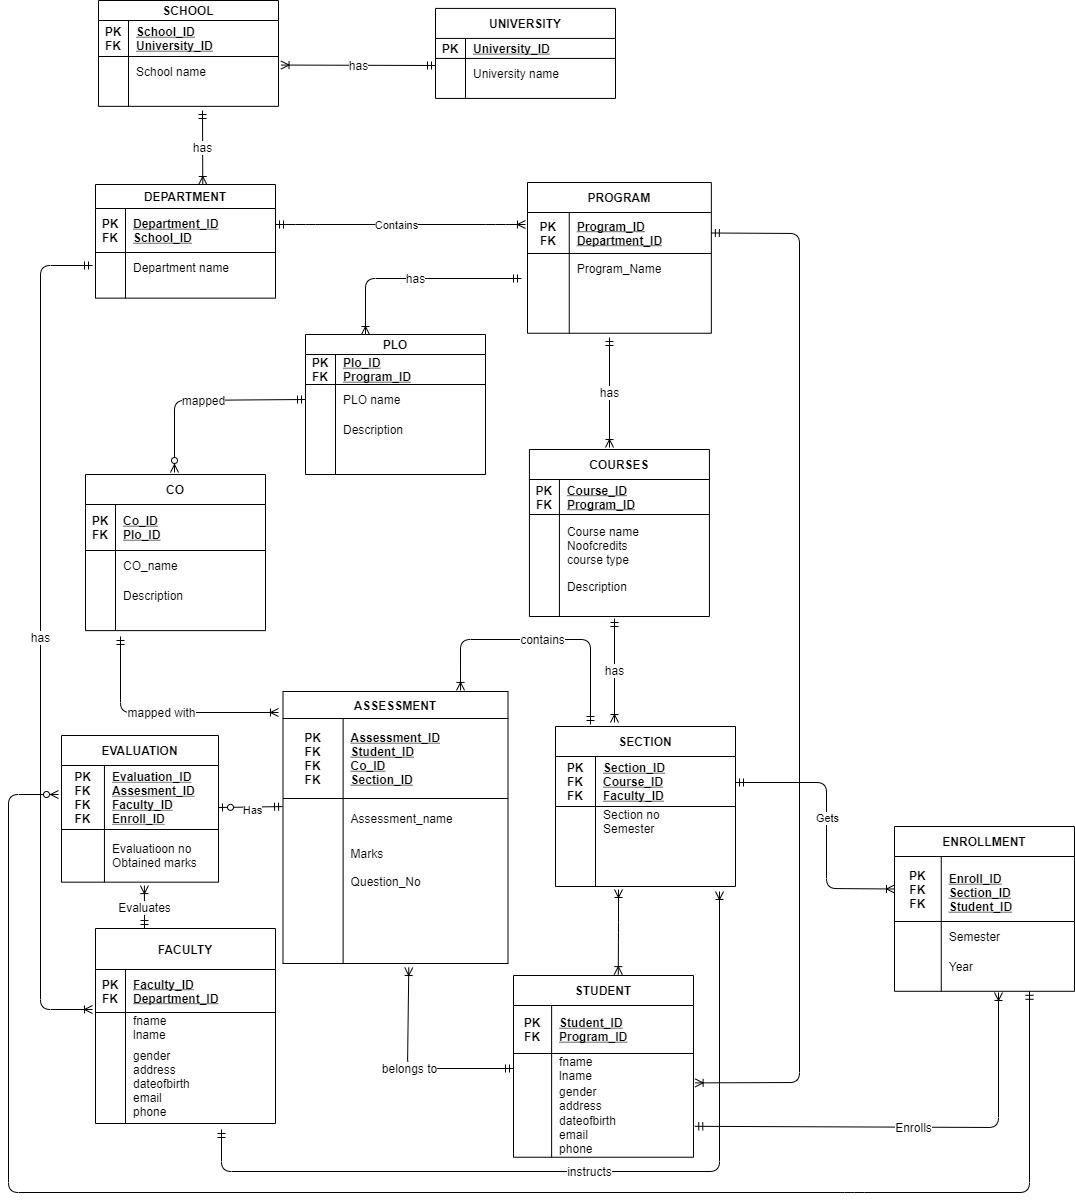 SCHOOL
PK School_ID
FK University_ID
School name
UNIVERSITY
PK University_ID
University name
has
has
DEPARTMENT
PK Department_ID
FK School_ID
Department name
Contains
PROGRAM
PK Program_ID
FK Department_ID
Program_Name
has
PLO
PK Plo_ID
FK Program_ID
PLO name
Description
mapped
has
CO
PK Co_ID
FK Plo_ID
CO_name
Description
COURSES
PK Course_ID
FK Program_ID
Course name
Noofcredits
course type
Description
has
contains
has
mapped with
ASSESSMENT
PK Assessment_ID
FK Student_ID
FK Co_ID
FK Section_ID
Assessment_name
Marks
Question_No
EVALUATION
PK Evaluation_ID
FK Assesment_ID
FK Faculty_ID
FK Enroll_ID
Evaluatioon no
Obtained marks
Has
SECTION
PK Section_ID
FK Course_ID
FK Faculty_ID
Section no
Semester
Gets
ENROLLMENT
PK Enroll_ID
FK Section_ID
FK Student_ID
Semester
Year
Evaluates
FACULTY
PK Faculty_ID
FK Department_ID
fname
lname
gender
address
dateofbirth
email
phone
belongs to
STUDENT
PK Student_ID
FK Program_ID
fname
lname
gender
address
dateofbirth
email
phone
Enrolls
instructs